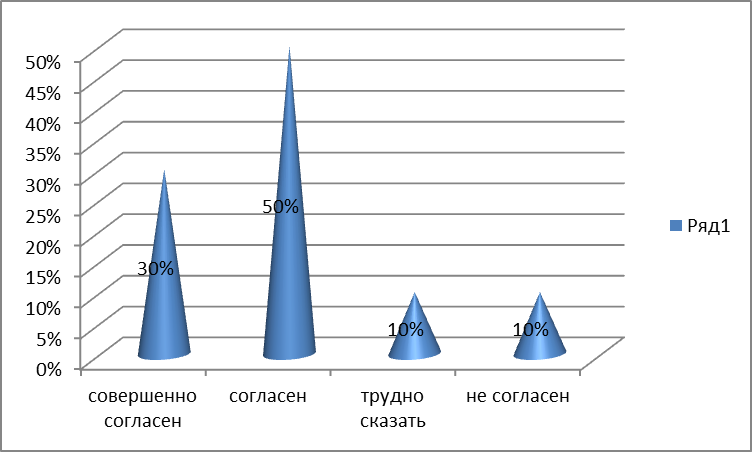 50%
45%
40%
35%
30%
25%
20%
15%
10%
5%
0%
30%
50%
10%
10%
совершенно
согласен
согласен
трудно
сказать
не согласен
Ряд1